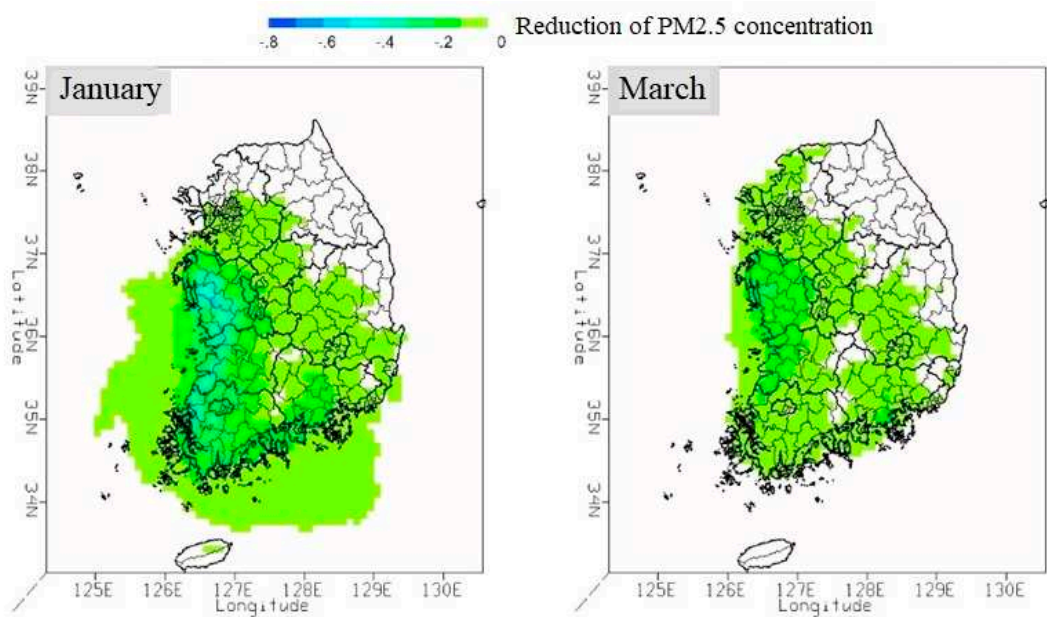 -.8 -.6 -.4 -.2 0 Reduction of PM2.5 concentration
January
39N
38N
37N
36N
35N
34N
Latitude
125E 126E 127E 128E 129E 130E
Longitude
March
39N
38N
37N
36N
35N
34N
Latitude
125E 126E 127E 128E 129E 130E
Longitude